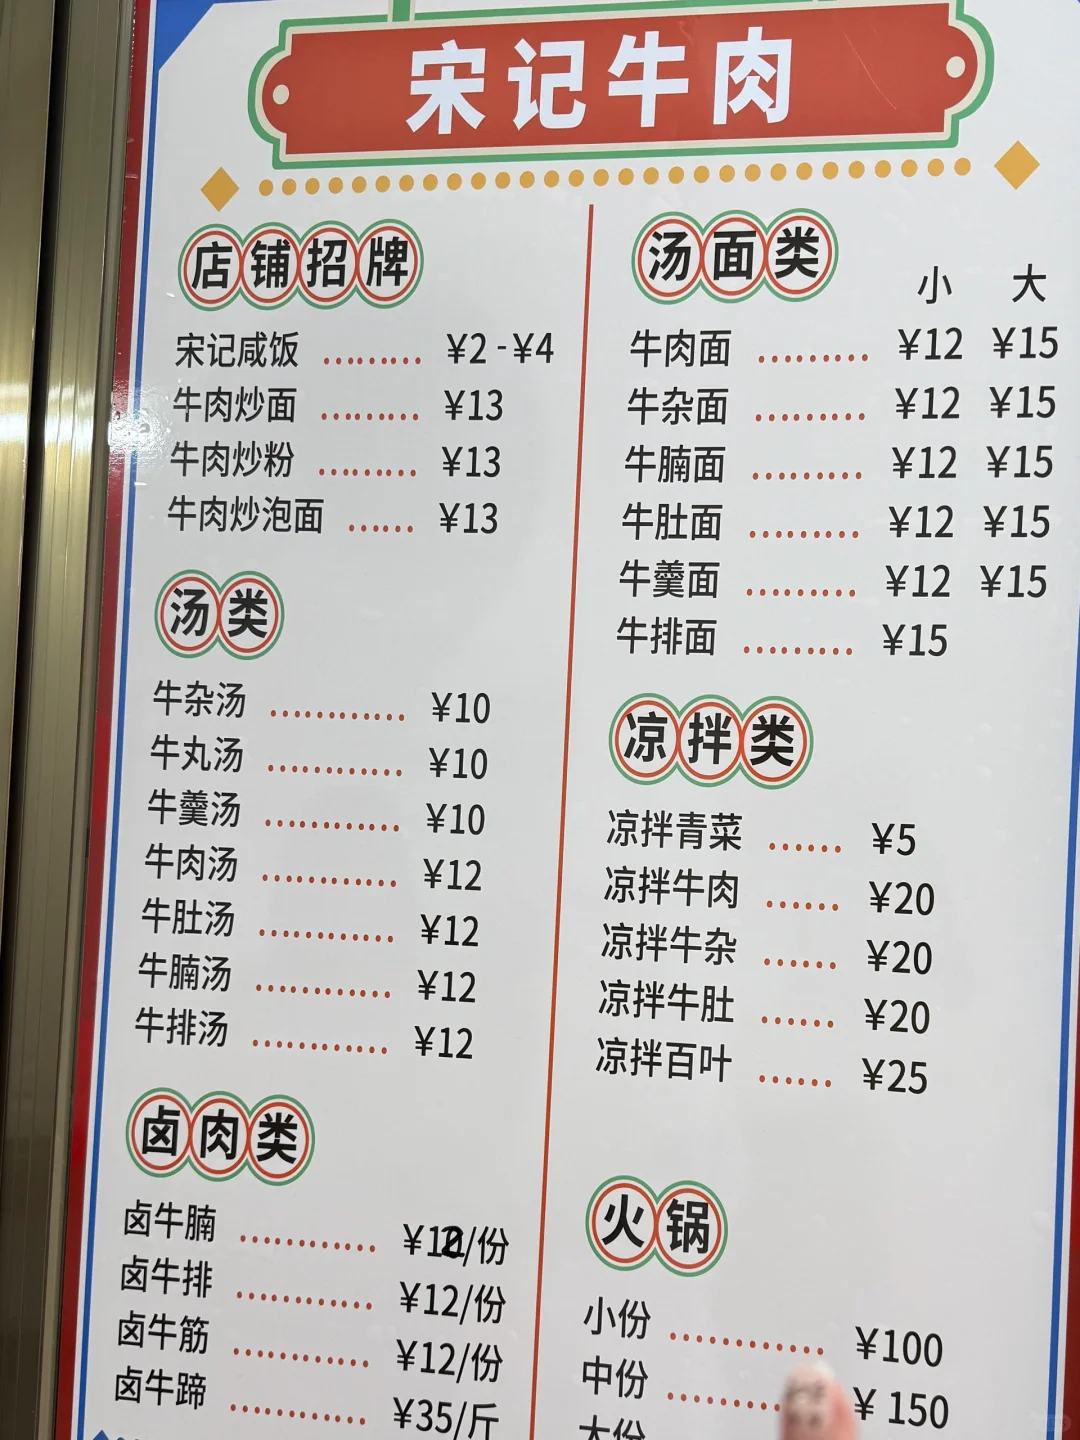 宋记牛肉
店铺招牌
宋记咸饭 ......... ¥2-¥4
牛肉炒面 ......... ¥13
牛肉炒粉 ......... ¥13
牛肉炒泡面 ...... ¥13
汤类
牛杂汤 ............ ¥10
牛丸汤 ............ ¥10
牛羹汤 ............ ¥10
牛肉汤 ............ ¥12
牛肚汤 ............ ¥12
牛腩汤 ............ ¥12
牛排汤 ............ ¥12
卤肉类
卤牛腩 ............ /份
卤牛排 ............ ¥12/份
卤牛筋 ............ ¥12/份
卤牛蹄 ............ ¥35/斤
汤面类
小 大
牛肉面 ......... ¥12 ¥15
牛杂面 ......... ¥12 ¥15
牛腩面 ......... ¥12 ¥15
牛肚面 ......... ¥12 ¥15
牛羹面 ......... ¥12 ¥15
牛排面 ......... ¥15
凉拌类
凉拌青菜 ...... ¥5
凉拌牛肉 ...... ¥20
凉拌牛杂 ...... ¥20
凉拌牛肚 ...... ¥20
凉拌百叶 ...... ¥25
火锅
小份 ............ ¥100
中份 ......... ¥150
大份